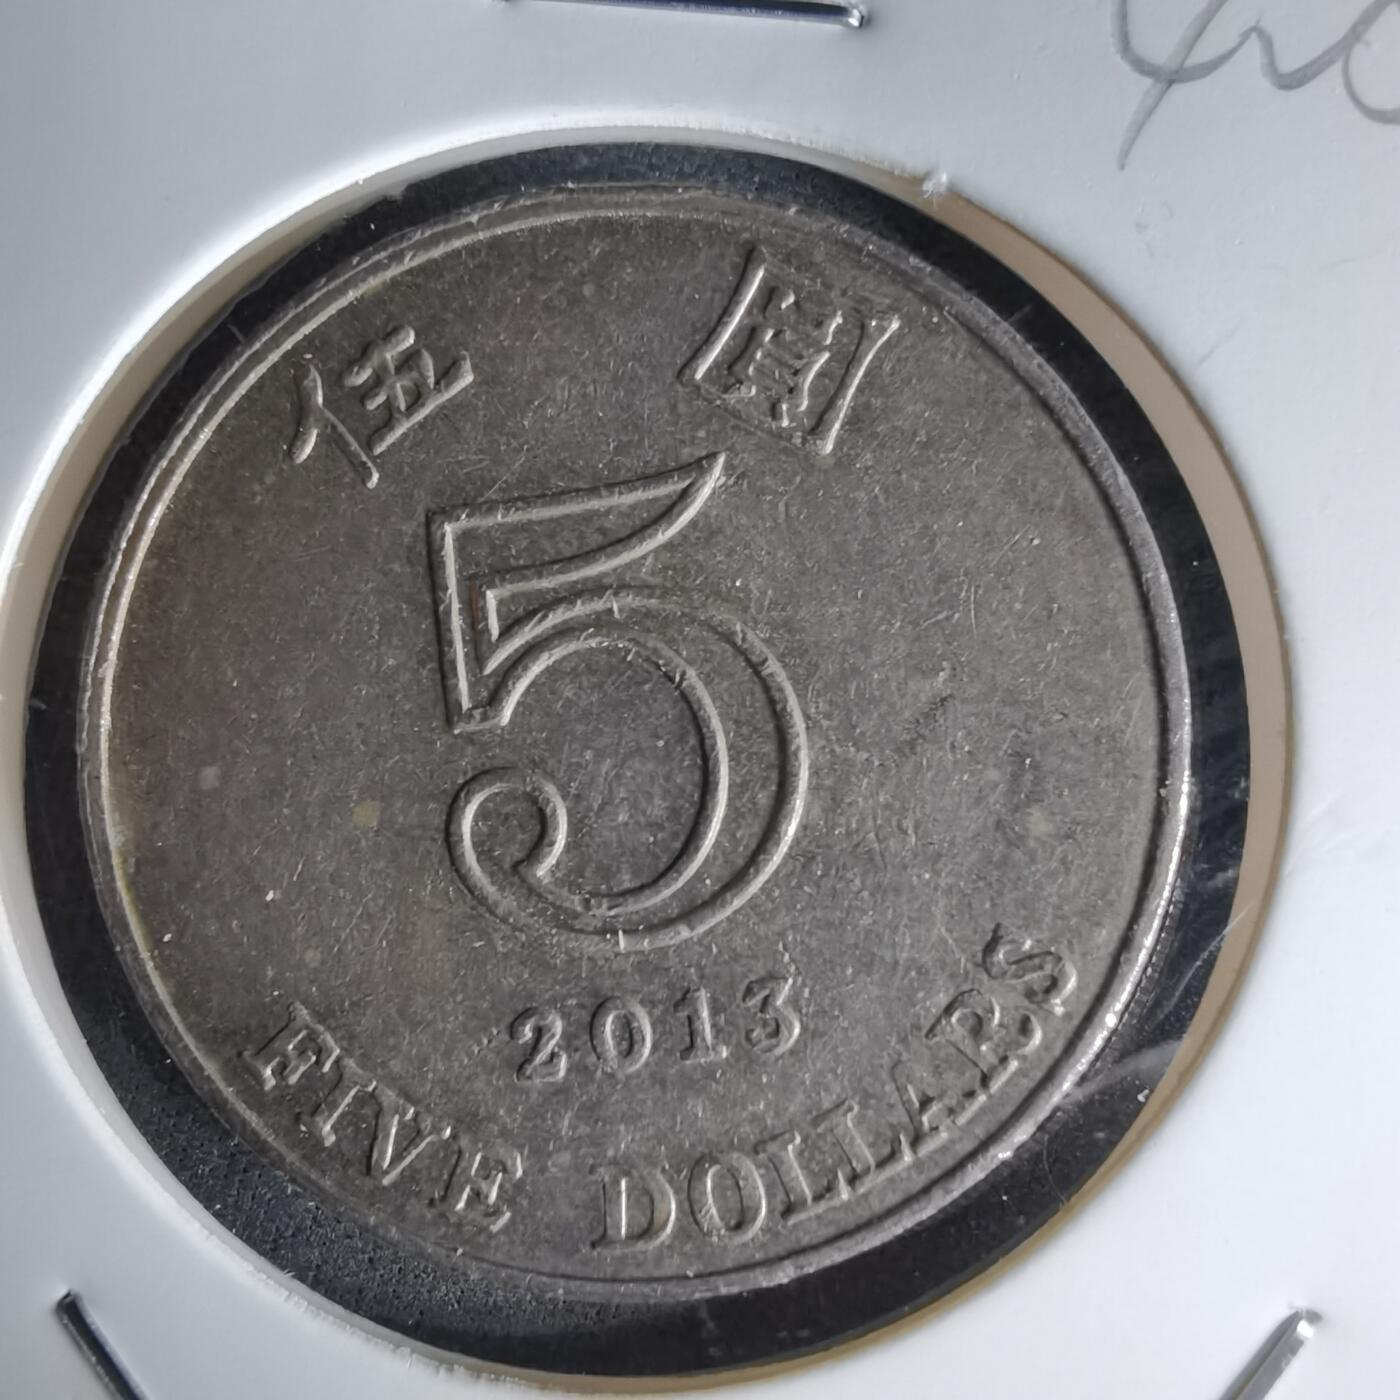 伍 圓
5
2013
FIVE DOLLARS